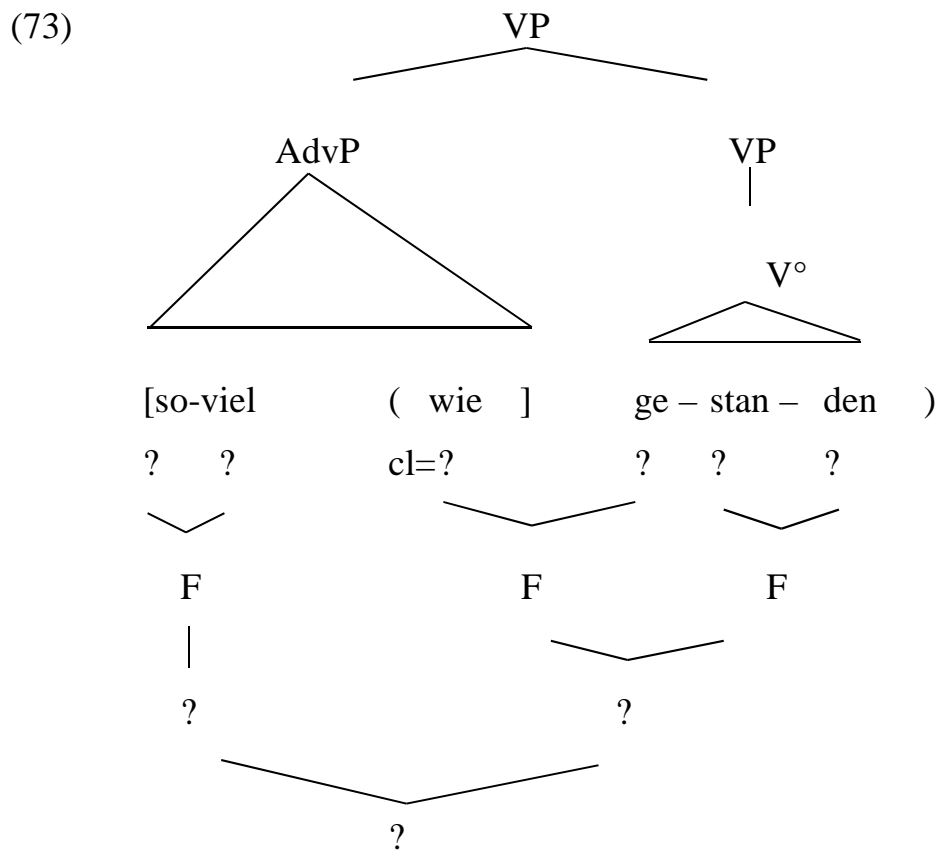 (73) VP
AdvP VP
V°
[so-viel ( wie ] ge – stan – den )
? ? cl=? ? ? ?
F F F
? ?
?